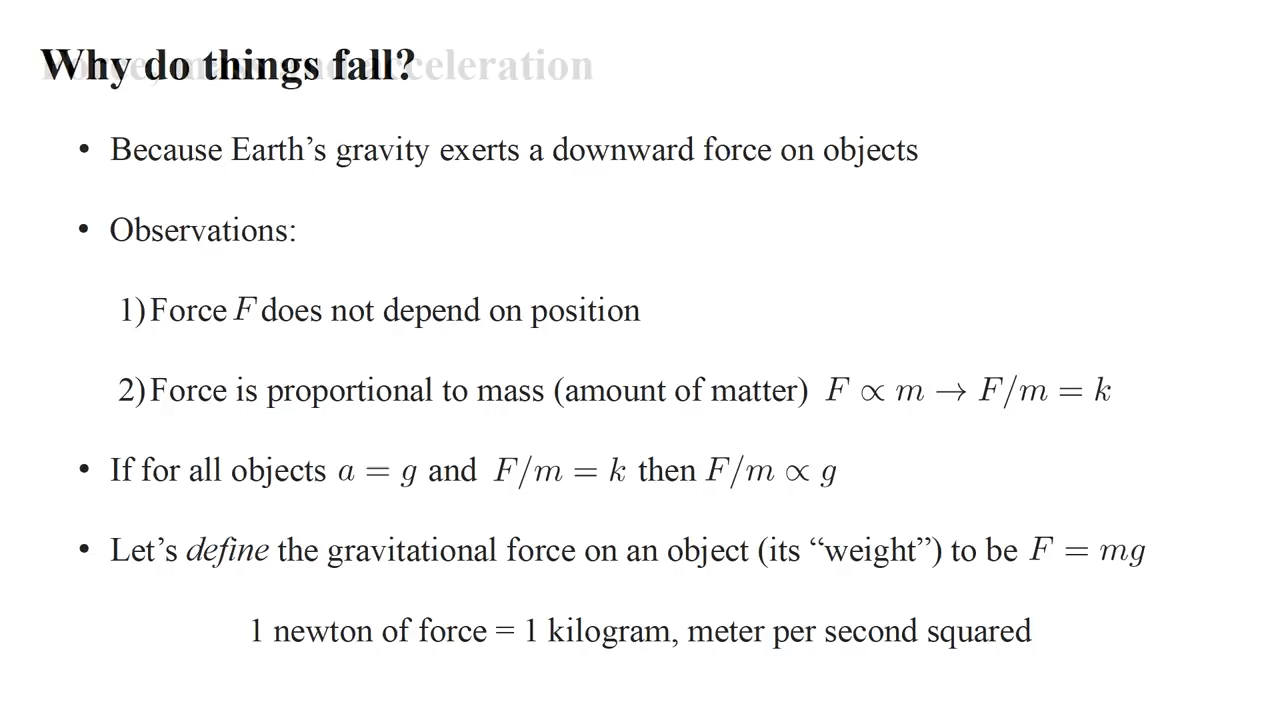 Why do things fall?
• Because Earth’s gravity exerts a downward force on objects
• Observations:
1) Force F does not depend on position
2) Force is proportional to mass (amount of matter) F ∝ m → F/m = k
• If for all objects a = g and F/m = k then F/m ∝ g
• Let’s define the gravitational force on an object (its “weight”) to be F = mg
1 newton of force = 1 kilogram, meter per second squared